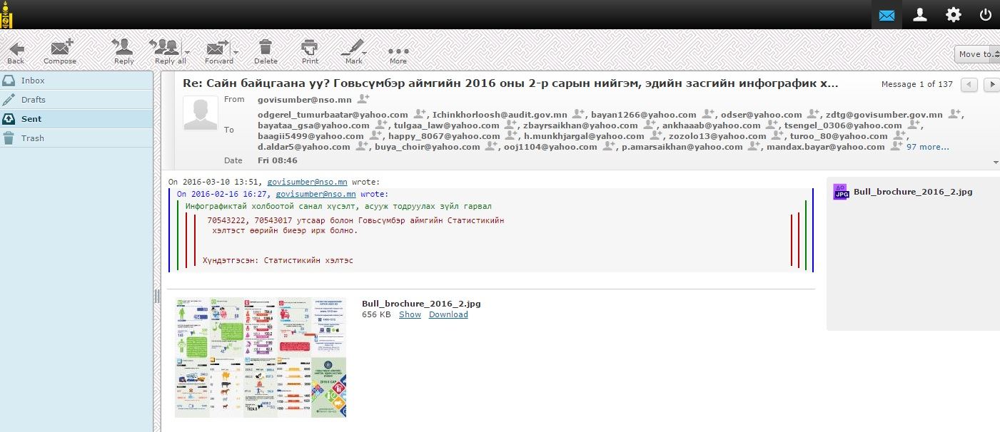 Back
Compose
Reply
Reply all
Forward
Delete
Print
Mark
More
Move to...
Inbox
Drafts
Sent
Trash
Re: Сайн байцгаана уу? Говьсүмбэр аймгийн 2016 оны 2-р сарын нийгэм, эдийн засгийн инфографик х...
Message 1 of 137
From govisumber@nso.mn
To odgerel_tumurbaatar@yahoo.com , Ichinkhorloosh@audit.gov.mn , bayan1266@yahoo.com , odser@yahoo.com , zdtg@govisumber.gov.mn ,
bayataa_gsa@yahoo.com , tulgaa_law@yahoo.com , zbayrsaikhan@yahoo.com , ankhaaab@yahoo.com , tsengel_0306@yahoo.com ,
baagii5499@yahoo.com , happy_8067@yahoo.com , h.munkhjargal@yahoo.com , zozolo13@yahoo.com , turoo_80@yahoo.com ,
d.aldar5@yahoo.com , buya_choir@yahoo.com , ooj1104@yahoo.com , p.amarsaikhan@yahoo.com , mandax.bayar@yahoo.com 97 more...
Date Fri 08:46
On 2016-03-10 13:51, govisumber@nso.mn wrote:
On 2016-02-16 16:27, govisumber@nso.mn wrote:
Инфографиктай холбоотой санал хүсэлт, асууж тодруулах зүйл гарвал
70543222, 70543017 утсаар болон Говьсүмбэр аймгийн Статистикийн
хэлтэст өөрийн биеэр ирж болно.
Хүндэтгэсэн: Статистикийн хэлтэс
JPG Bull_brochure_2016_2.jpg
Bull_brochure_2016_2.jpg
656 KB Show Download